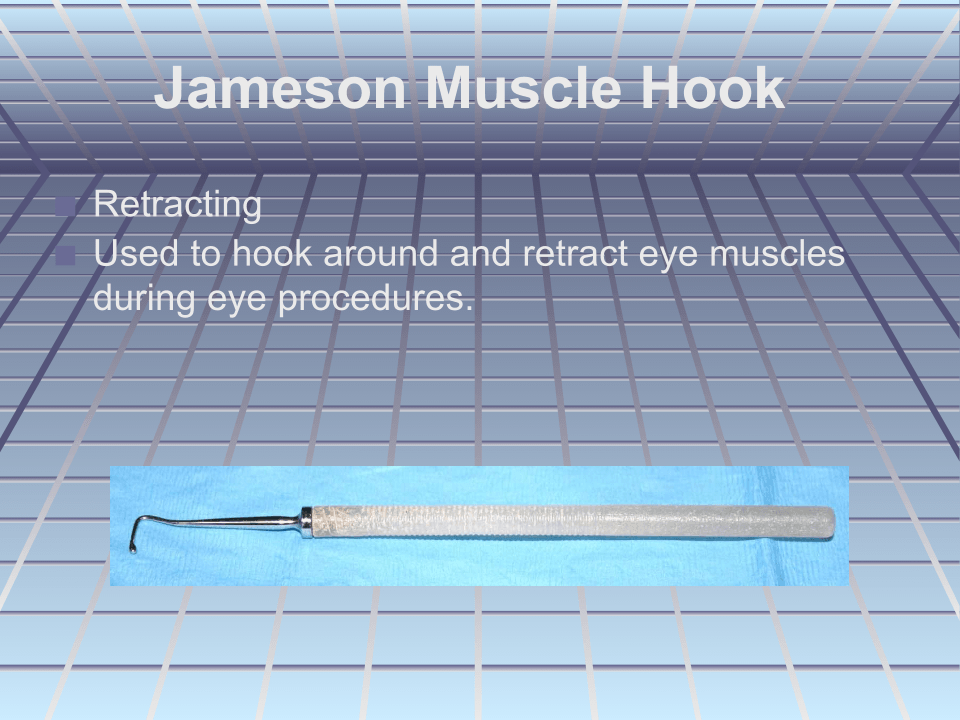 Jameson Muscle Hook
Retracting
Used to hook around and retract eye muscles
during eye procedures.